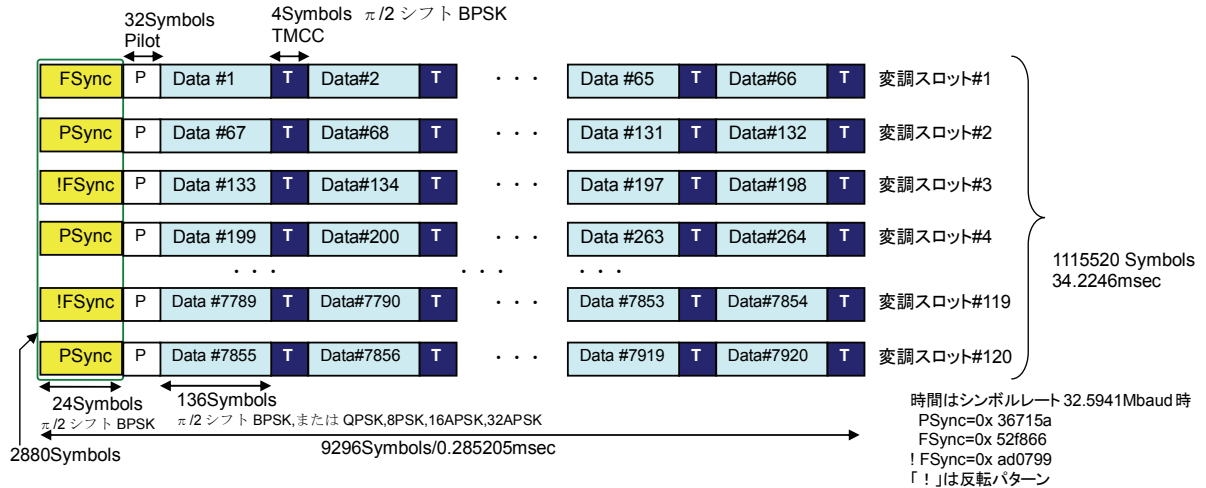 32Symbols
Pilot
4Symbols π/2 シフト BPSK
TMCC
FSync P Data #1 T Data#2 T ・・・ Data #65 T Data#66 T 変調スロット#1
PSync P Data #67 T Data#68 T ・・・ Data #131 T Data#132 T 変調スロット#2
!FSync P Data #133 T Data#134 T ・・・ Data #197 T Data#198 T 変調スロット#3
PSync P Data #199 T Data#200 T ・・・ Data #263 T Data#264 T 変調スロット#4
・・・ ・・・ ・・・
!FSync P Data #7789 T Data#7790 T ・・・ Data #7853 T Data#7854 T 変調スロット#119
PSync P Data #7855 T Data#7856 T ・・・ Data #7919 T Data#7920 T 変調スロット#120
1115520 Symbols
34.2246msec
24Symbols
π/2 シフト BPSK
136Symbols
π/2 シフト BPSK,または QPSK,8PSK,16APSK,32APSK
2880Symbols
9296Symbols/0.285205msec
時間はシンボルレート 32.5941Mbaud 時
PSync=0x 36715a
FSync=0x 52f866
! FSync=0x ad0799
「！」は反転パターン